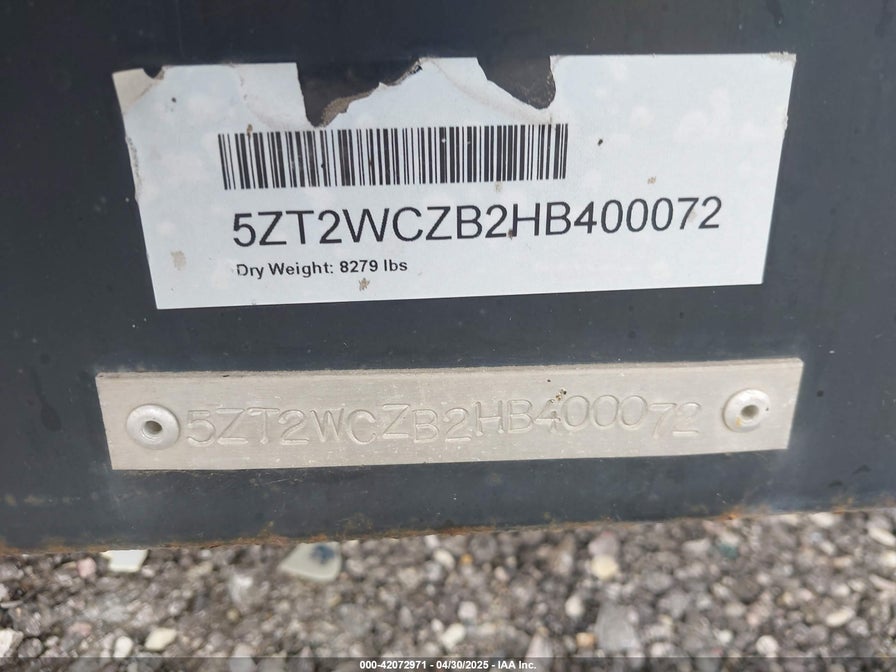 5ZT2WCZB2HB400072
Dry Weight: 8279 lbs
5ZT2WCZB2HB400072
000-42072971 - 04/30/2025 - IAA Inc.